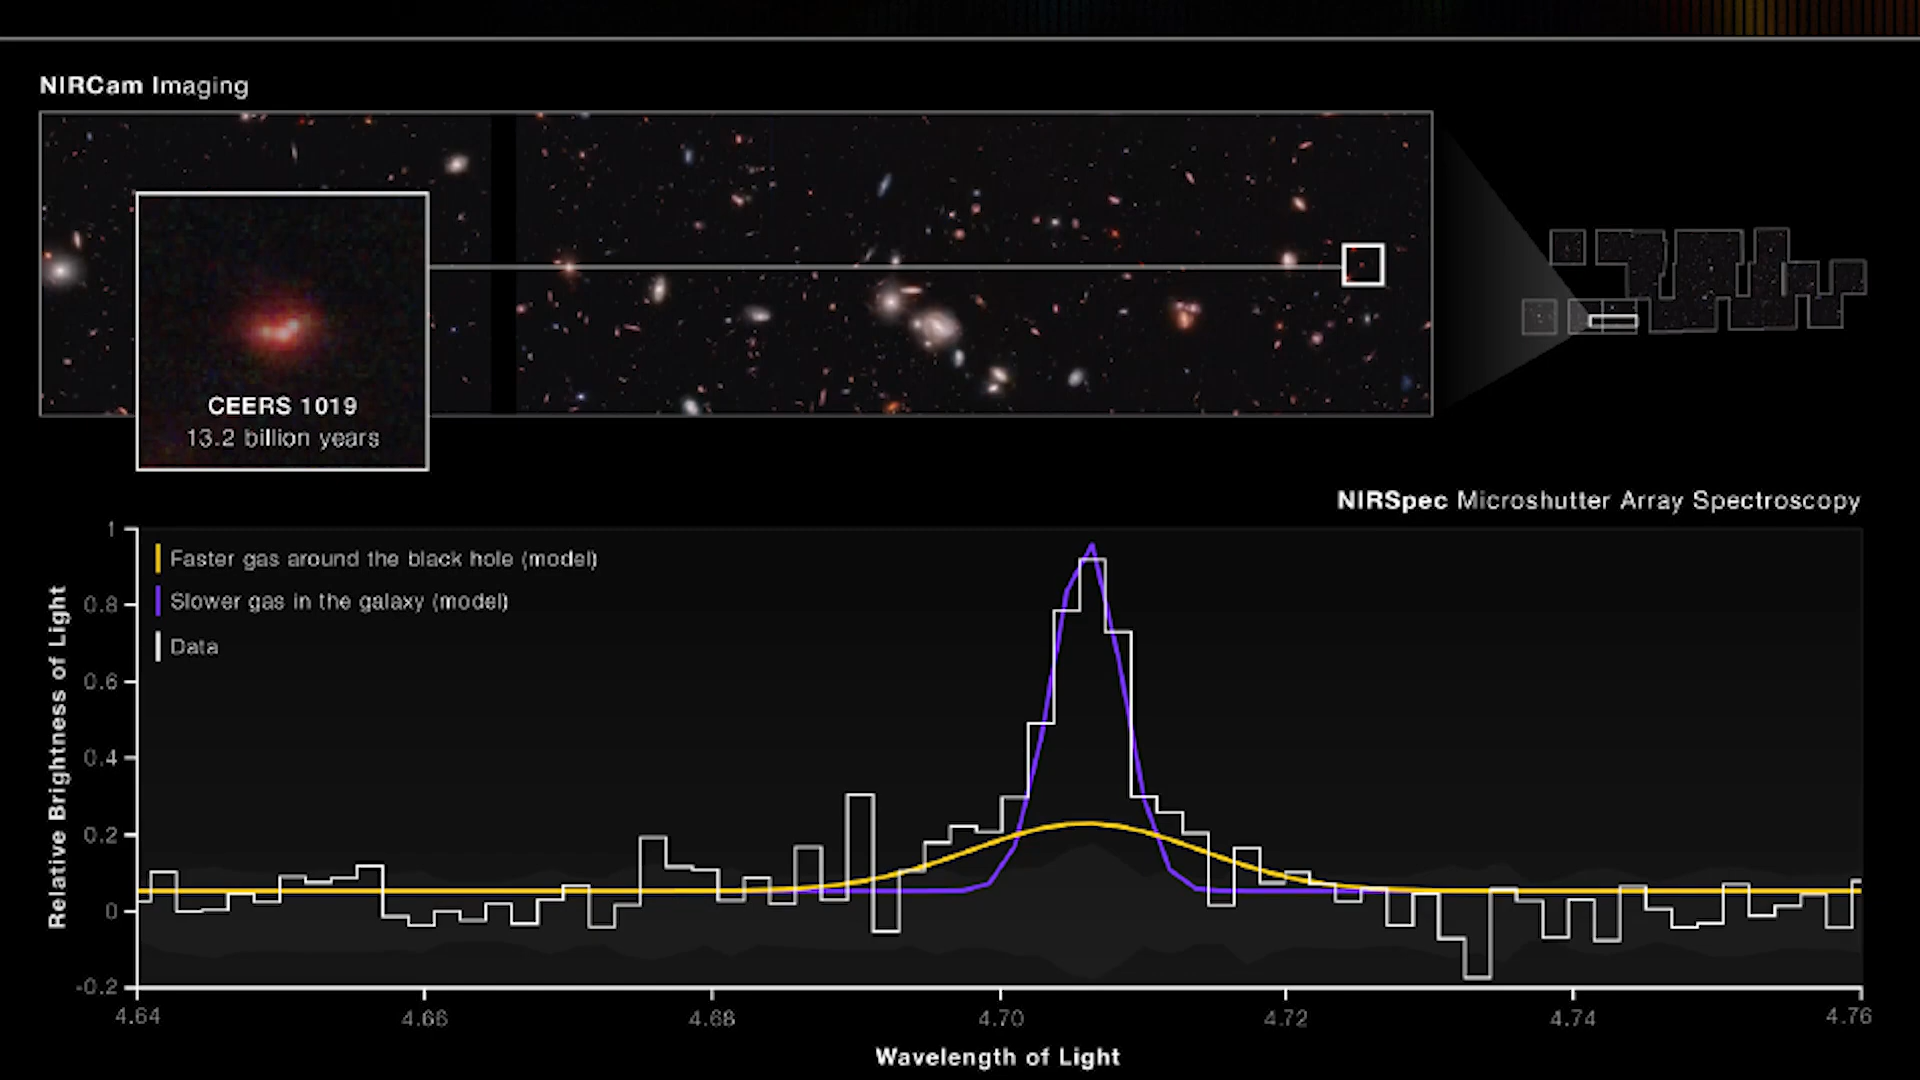 NIRCam Imaging
CEERS 1019
13.2 billion years
NIRSpec Microshutter Array Spectroscopy
Relative Brightness of Light
1
0.8
0.6
0.4
0.2
0
-0.2
Faster gas around the black hole (model)
Slower gas in the galaxy (model)
Data
4.64 4.66 4.68 4.70 4.72 4.74 4.76
Wavelength of Light